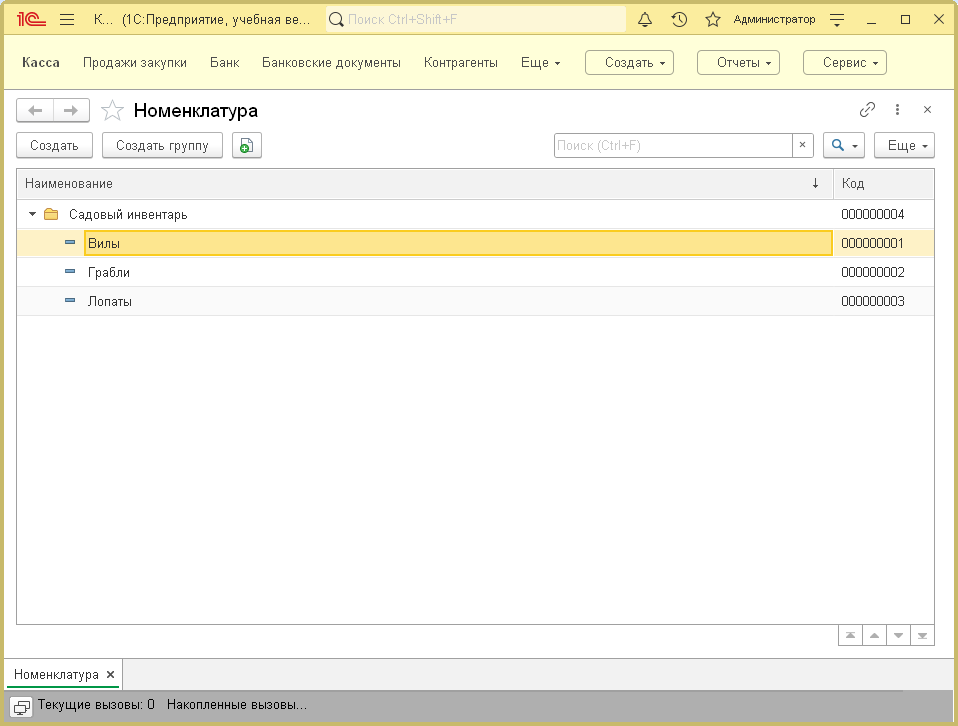 1С К... (1С:Предприятие, учебная ве... Поиск Ctrl+Shift+F Администратор
Касса Продажи закупки Банк Банковские документы Контрагенты Еще Создать Отчеты Сервис
Номенклатура ×
Создать Создать группу Поиск (Ctrl+F) × Еще
Наименование ↓ Код
Садовый инвентарь 000000004
Вилы 000000001
Грабли 000000002
Лопаты 000000003
Номенклатура ×
Текущие вызовы: 0 Накопленные вызовы...